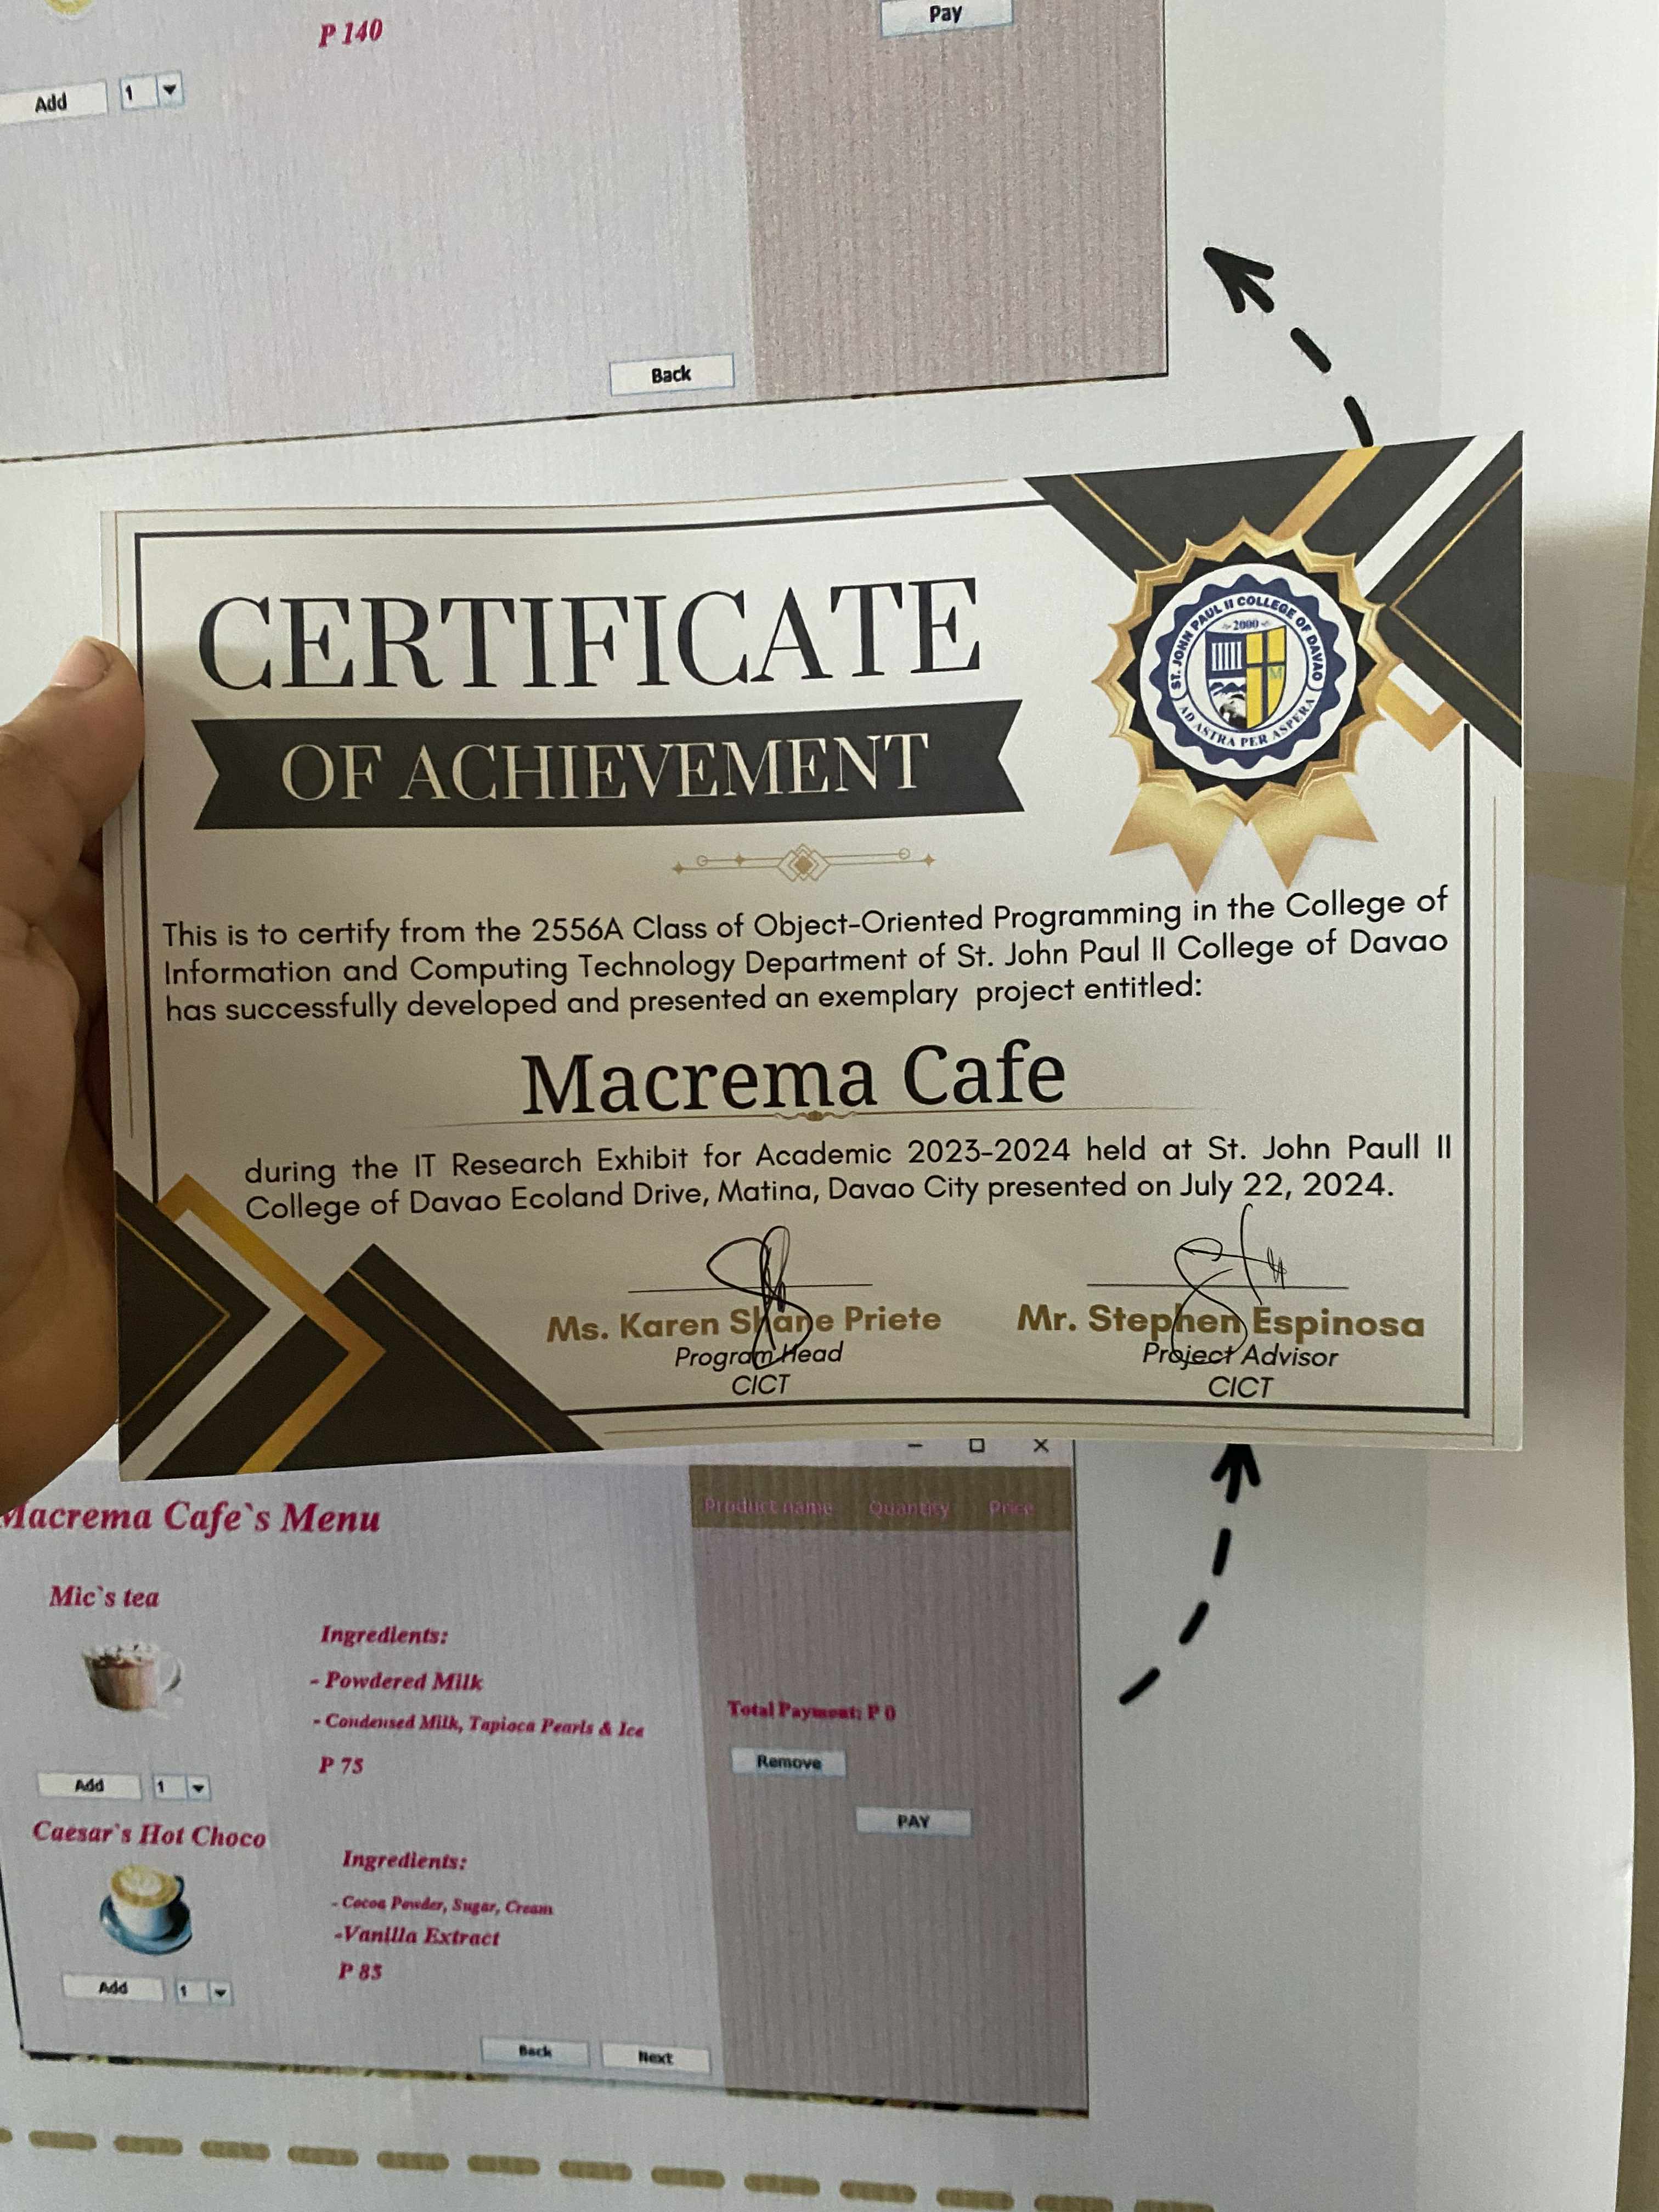 P 140
Pay
Add
1
Back
CERTIFICATE
OF ACHIEVEMENT
ST. JOHN PAUL II COLLEGE OF DAVAO
2000
M
AD ASTRA PER ASPERA
This is to certify from the 2556A Class of Object-Oriented Programming in the College of
Information and Computing Technology Department of St. John Paul II College of Davao
has successfully developed and presented an exemplary project entitled:
Macrema Cafe
during the IT Research Exhibit for Academic 2023-2024 held at St. John Paull II
College of Davao Ecoland Drive, Matina, Davao City presented on July 22, 2024.
Ms. Karen Shane Priete
Program Head
CICT
Mr. Stephen Espinosa
Project Advisor
CICT
Macrema Cafe`s Menu
Product name Quantity Price
Mic`s tea
Ingredients:
- Powdered Milk
- Condensed Milk, Tapioca Pearls & Ice
P 75
Add
1
Total Payment: P 0
Remove
PAY
Caesar`s Hot Choco
Ingredients:
- Cocoa Powder, Sugar, Cream
-Vanilla Extract
P 85
Add
1
Back
Next